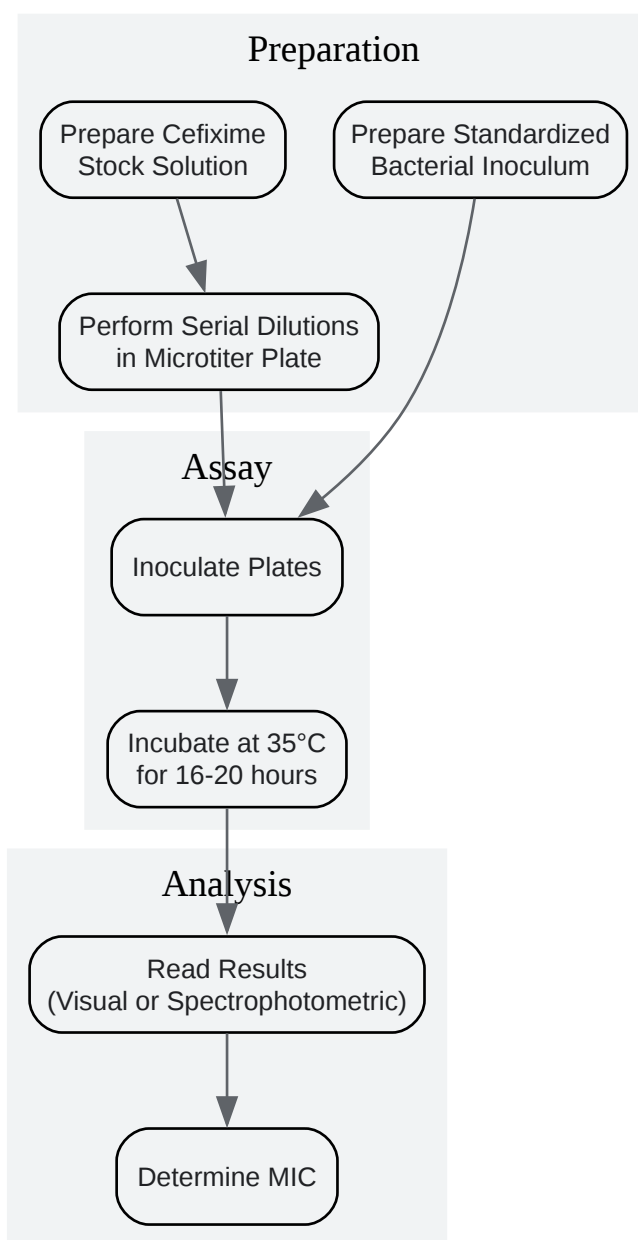 Preparation
Prepare Cefixime
Stock Solution
Prepare Standardized
Bacterial Inoculum
Perform Serial Dilutions
in Microtiter Plate
Assay
Inoculate Plates
Incubate at 35°C
for 16-20 hours
Analysis
Read Results
(Visual or Spectrophotometric)
Determine MIC